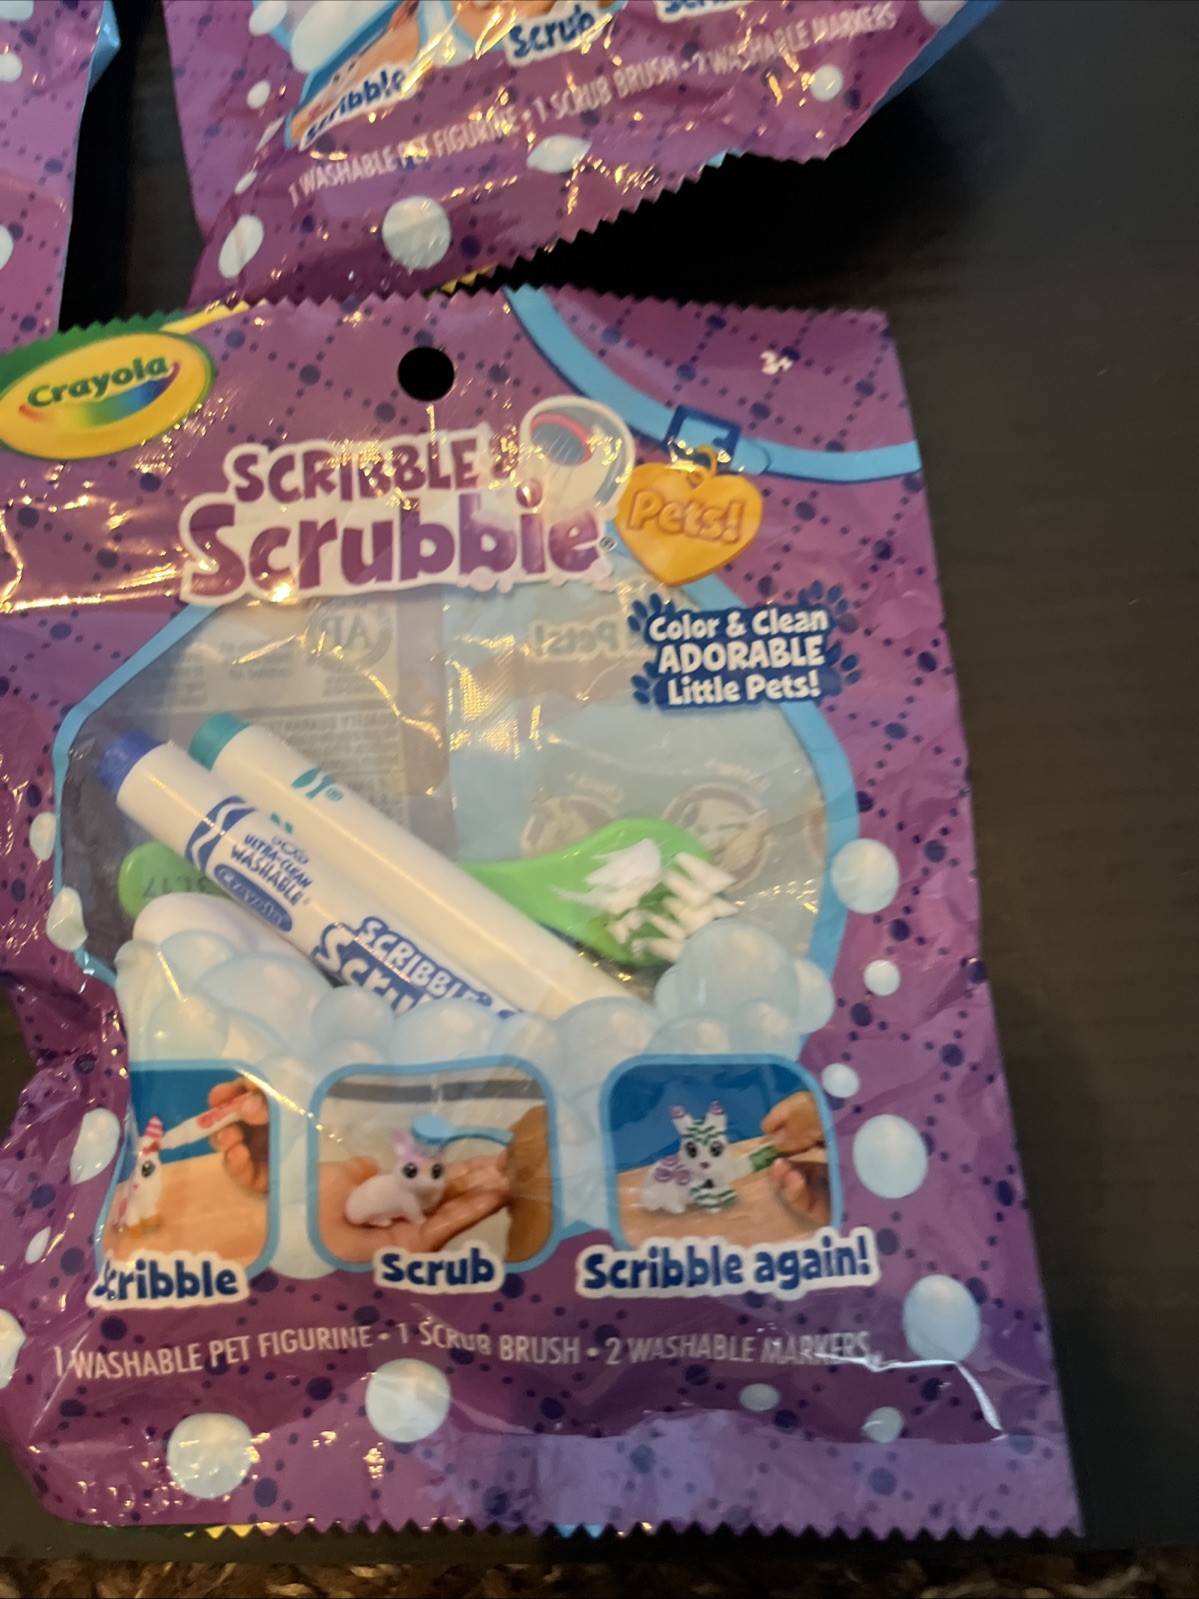 Scrub
Scribble
1 WASHABLE PET FIGURINE • 1 SCRUB BRUSH • 2 WASHABLE MARKERS
Crayola
3+
SCRIBBLE
Scrubbie®
Pets!
Color & Clean
ADORABLE
Little Pets!
ULTRA-CLEAN
WASHABLE
Crayola
SCRIBBLE
Scru
Scribble
Scrub
Scribble again!
1 WASHABLE PET FIGURINE • 1 SCRUB BRUSH • 2 WASHABLE MARKERS